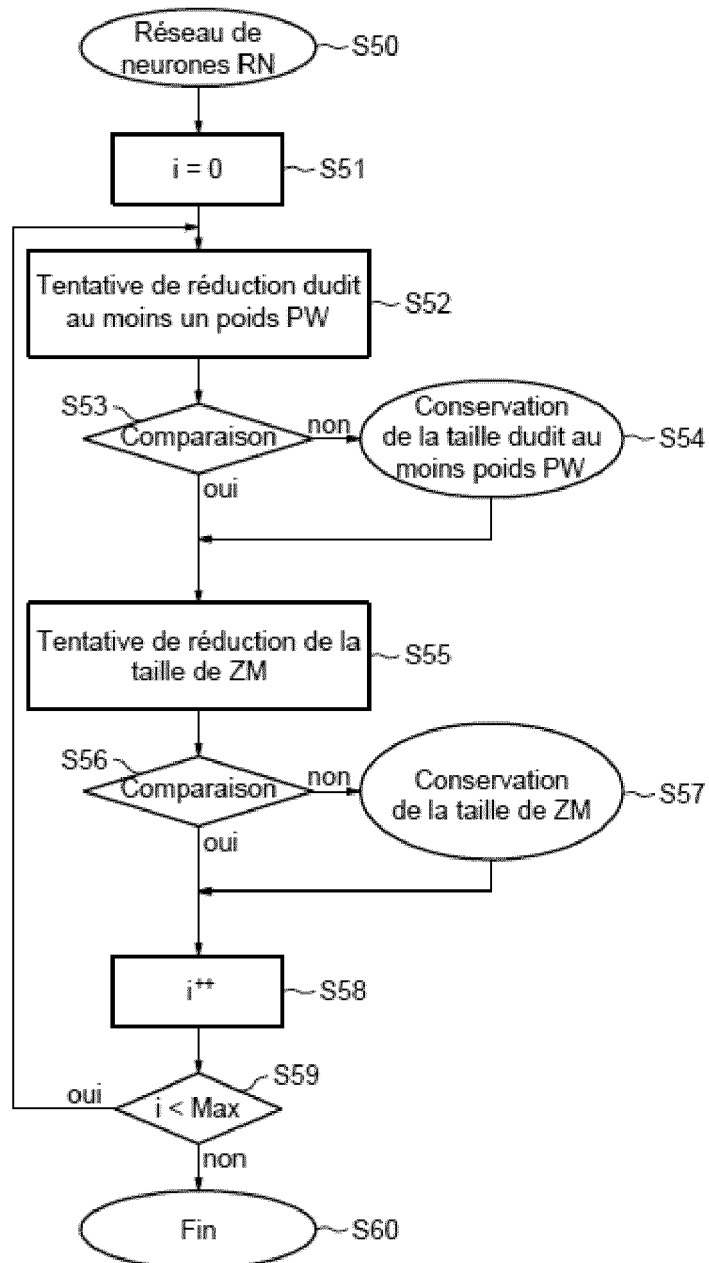 Réseau de
neurones RN
S50
i = 0
S51
Tentative de réduction dudit
au moins un poids PW
S52
S53
Comparaison
non
oui
Conservation
de la taille dudit au
moins poids PW
S54
Tentative de réduction de la
taille de ZM
S55
S56
Comparaison
non
oui
Conservation
de la taille de ZM
S57
i++
S58
S59
oui
i < Max
non
Fin
S60